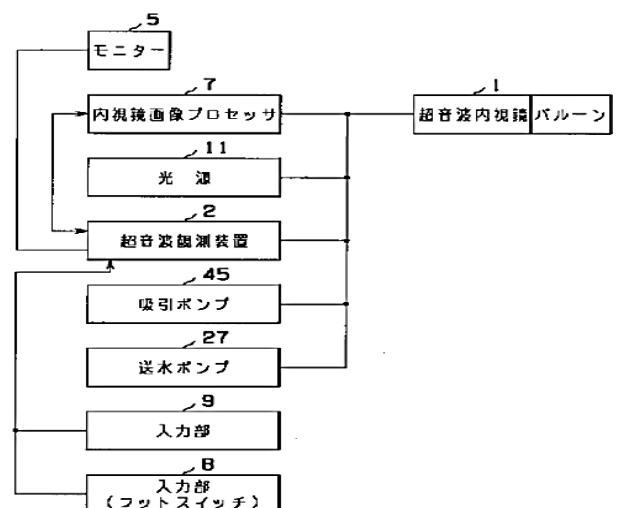 5
モニター
7
内視鏡画像プロセッサ
1
超音波内視鏡 バルーン
11
光 源
2
超音波観測装置
45
吸引ポンプ
27
送水ポンプ
9
入力部
8
入力部
(フットスイッチ)